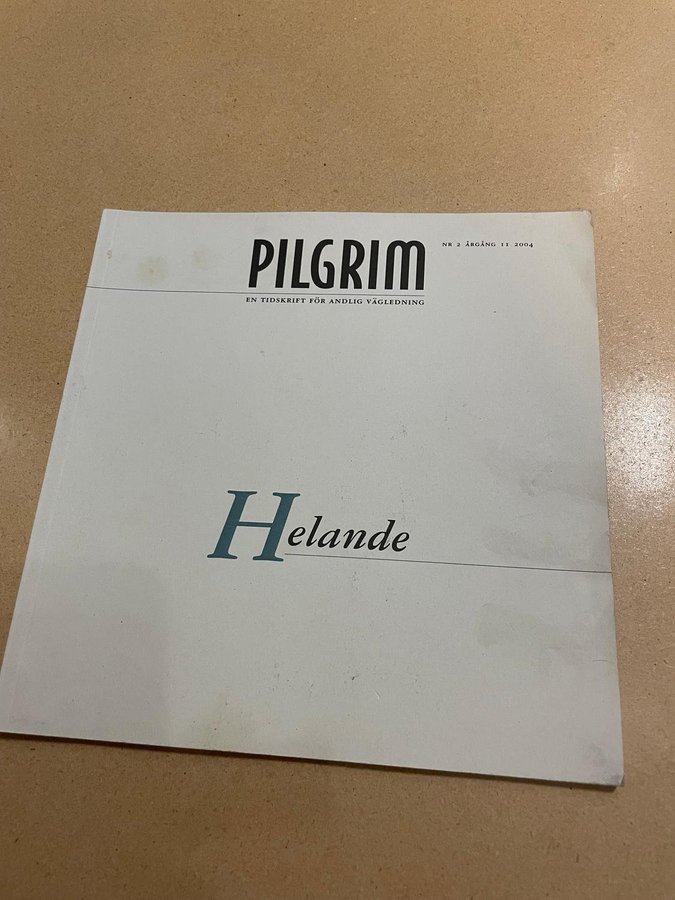 PILGRIM
NR 2 ÅRGÅNG 11 2004
EN TIDSKRIFT FÖR ANDLIG VÄGLEDNING
Helande